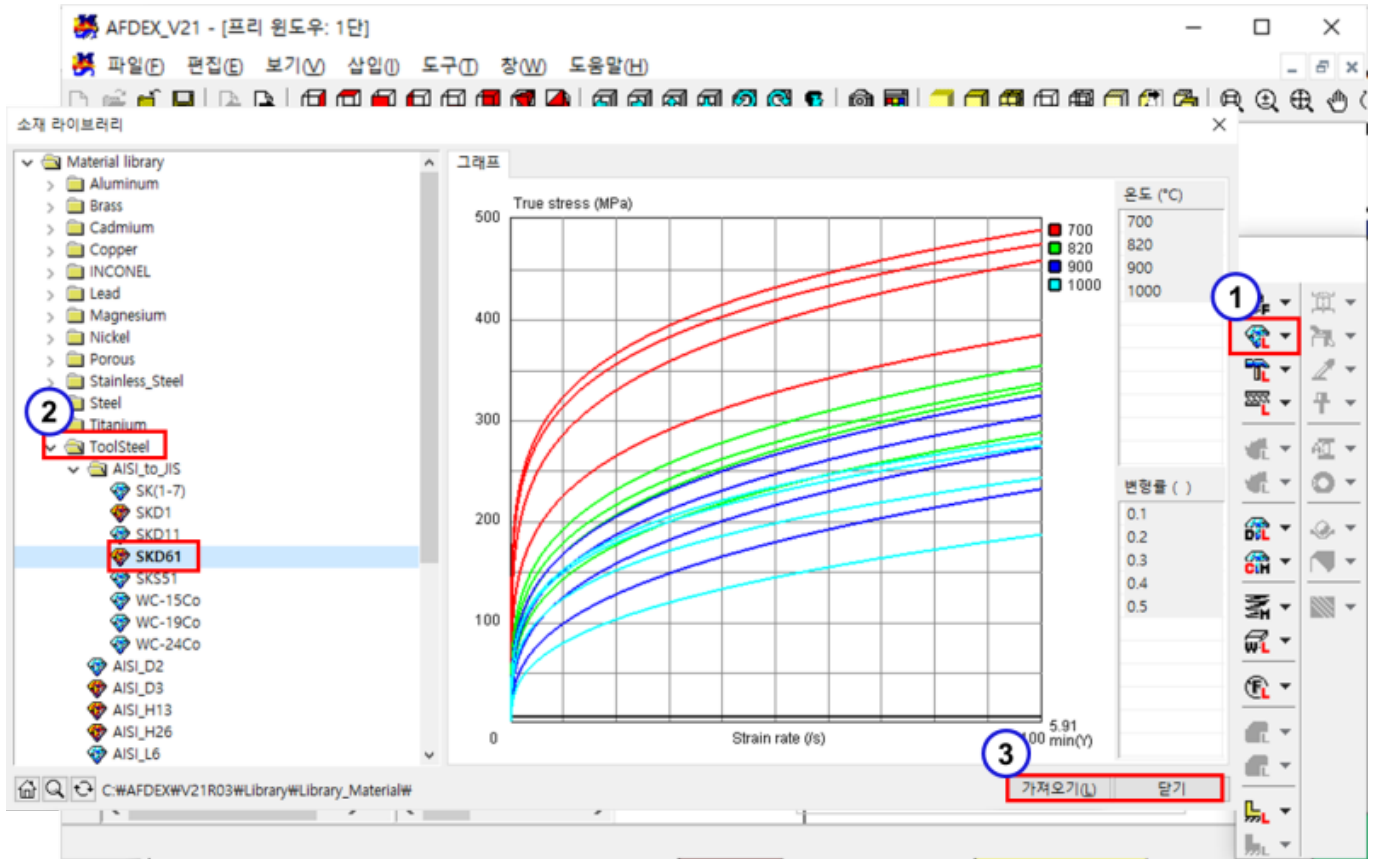 AFDEX_V21 - [프리 윈도우: 1단]
파일(F) 편집(E) 보기(V) 삽입(I) 도구(T) 창(W) 도움말(H)
소재 라이브러리
Material library
Aluminum
Brass
Cadmium
Copper
INCONEL
Lead
Magnesium
Nickel
Porous
Stainless_Steel
Steel
Titanium
ToolSteel
AISI_to_JIS
SK(1-7)
SKD1
SKD11
SKD61
SKS51
WC-15Co
WC-19Co
WC-24Co
AISI_D2
AISI_D3
AISI_H13
AISI_H26
AISI_L6
2
그래프
True stress (MPa)
500
400
300
200
100
0
Strain rate (/s)
100
5.91
min(Y)
700
820
900
1000
온도 (°C)
700
820
900
1000
변형률 ( )
0.1
0.2
0.3
0.4
0.5
1
3
C:₩AFDEX₩V21R03₩Library₩Library_Material₩
가져오기(L) 닫기